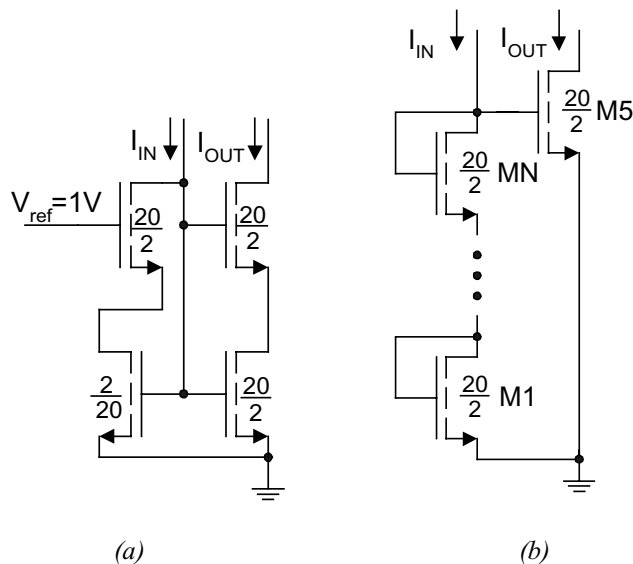 I_IN
I_OUT
V_ref=1V
20/2
20/2
2/20
20/2
(a)
I_IN
I_OUT
20/2 M5
20/2 MN
20/2 M1
(b)